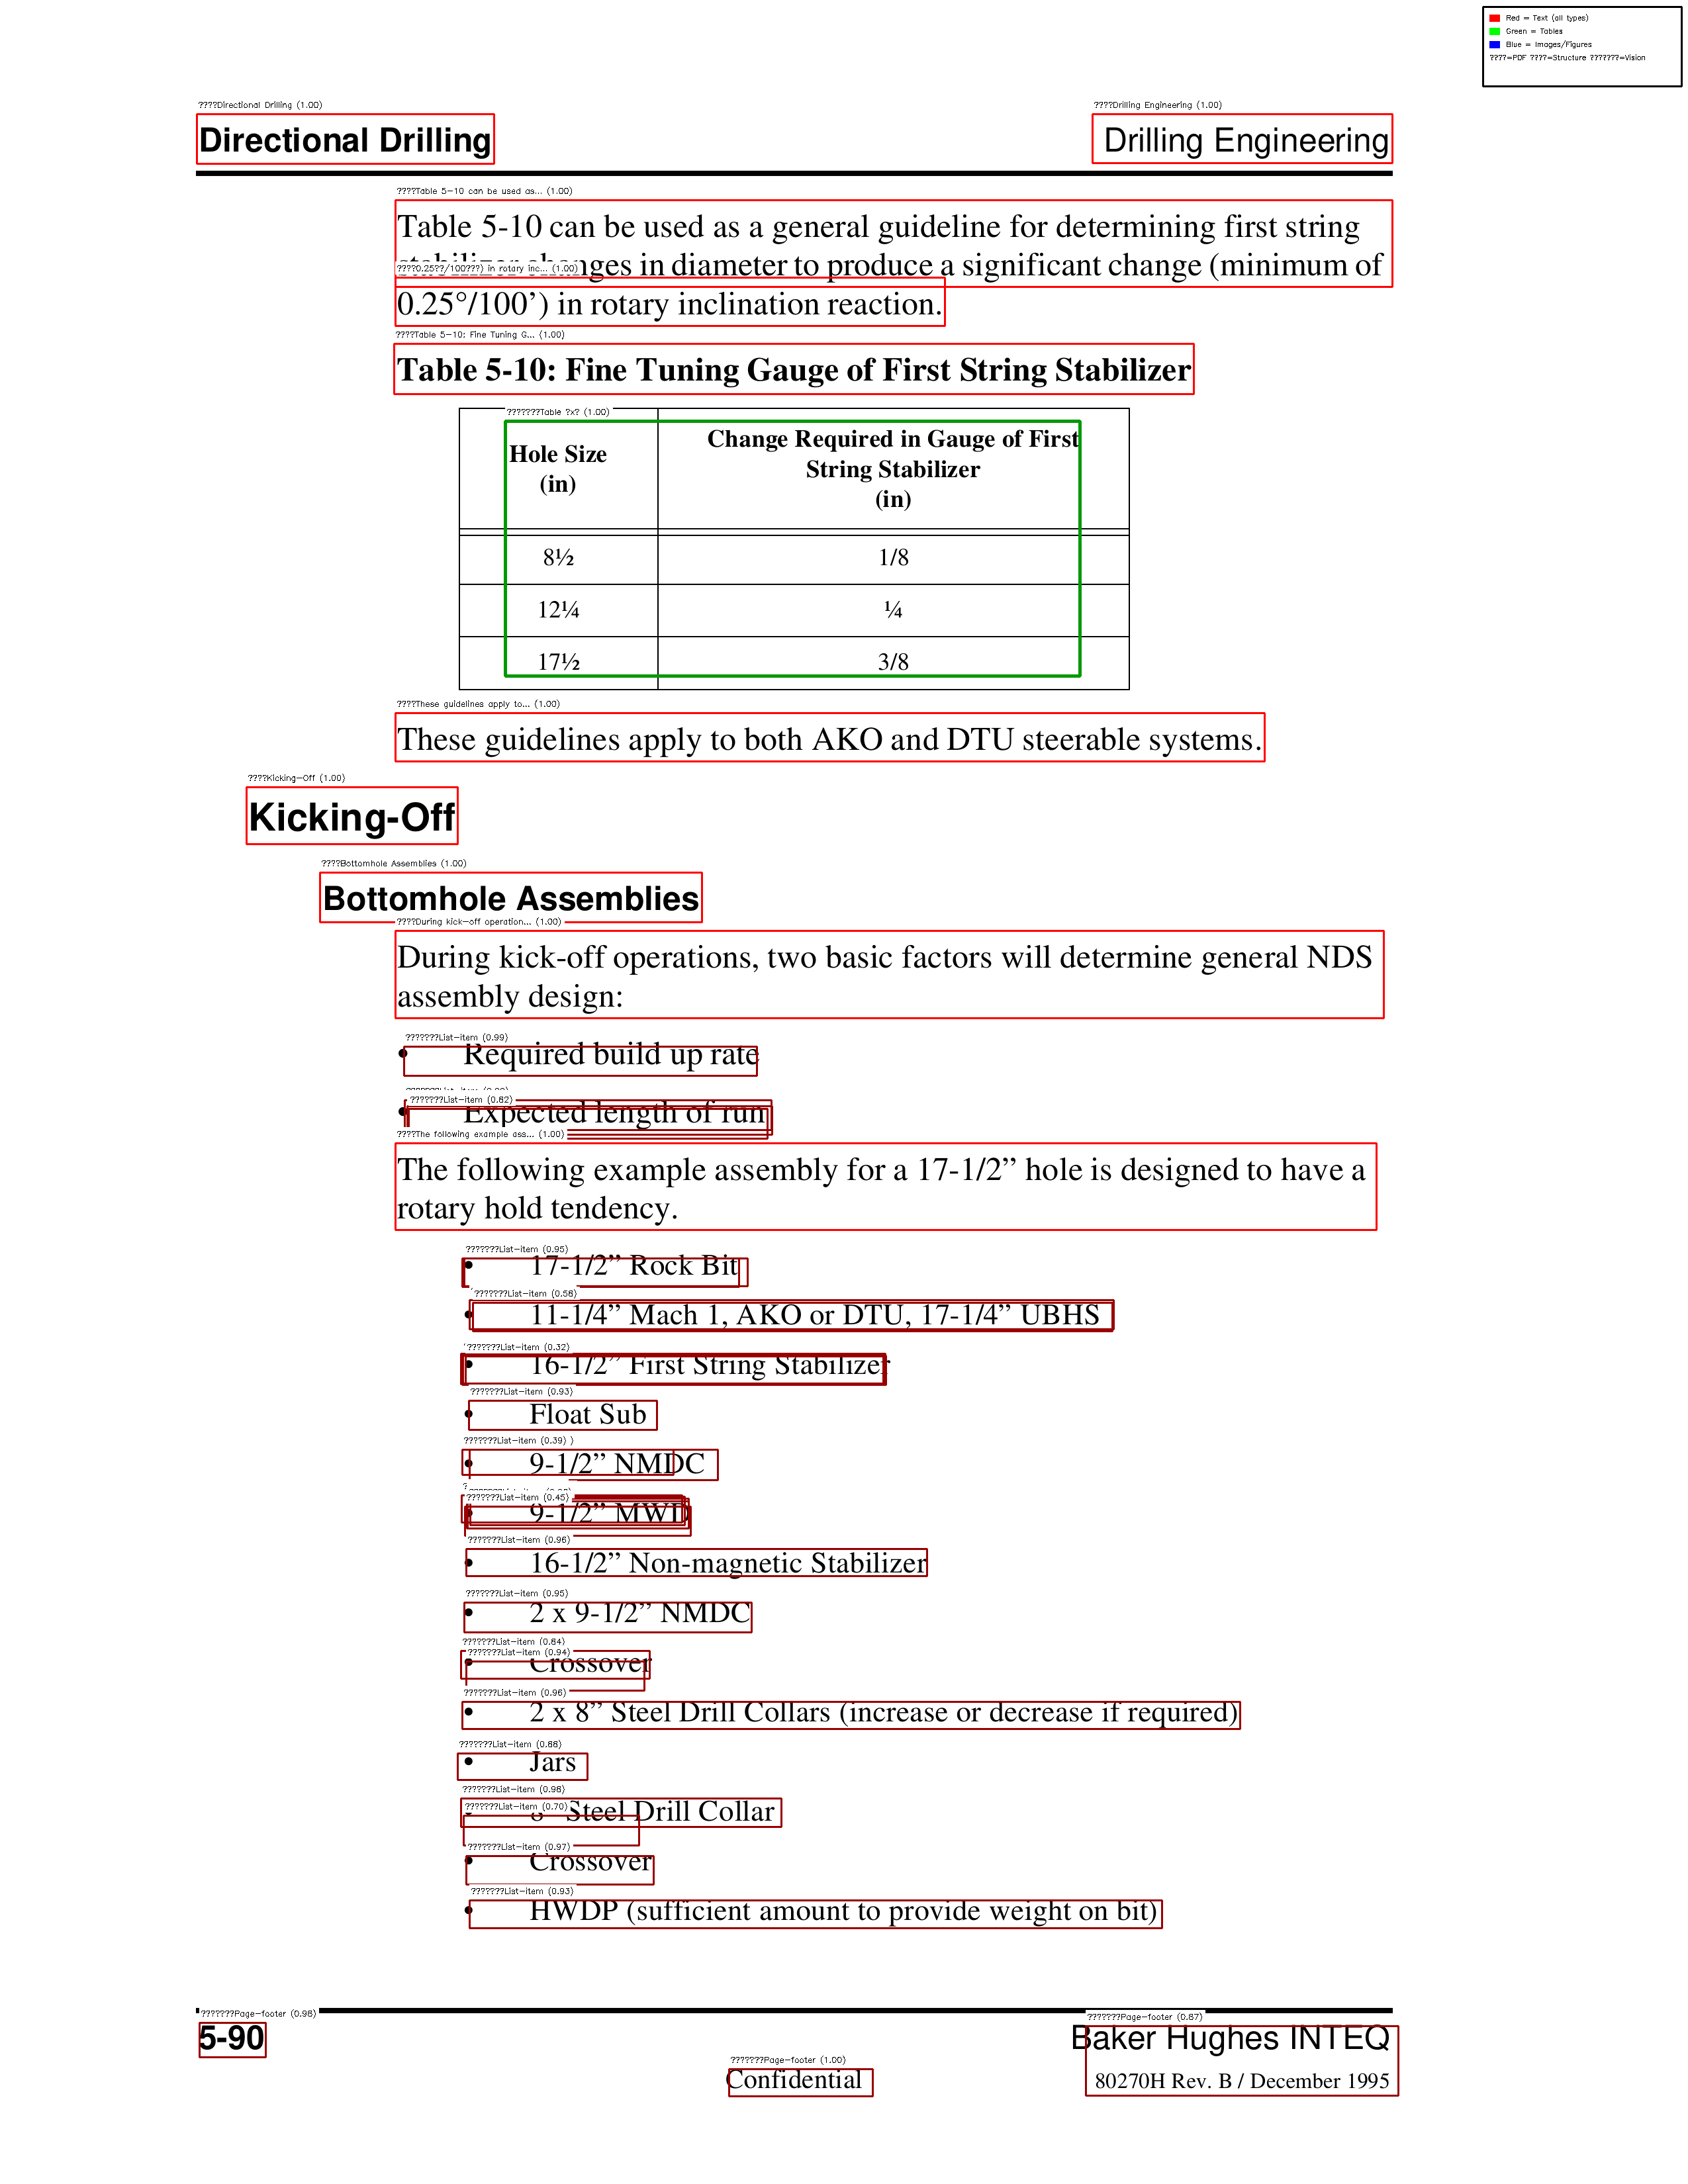 Red = Text (all types)
Green = Tables
Blue = Images/Figures
????=PDF ????=Structure ???????=Vision
????Directional Drilling (1.00)
????Drilling Engineering (1.00)
Directional Drilling
Drilling Engineering
????Table 5-10 can be used as... (1.00)
Table 5-10 can be used as a general guideline for determining first string
????0.25??/100???) in rotary inc... (1.00)
changes in diameter to produce a significant change (minimum of
0.25°/100’) in rotary inclination reaction.
????Table 5-10: Fine Tuning G... (1.00)
Table 5-10: Fine Tuning Gauge of First String Stabilizer
???????Table ?x? (1.00)
Hole Size
(in)
Change Required in Gauge of First
String Stabilizer
(in)
8½ 1/8
12¼ ¼
17½ 3/8
????These guidelines apply to... (1.00)
These guidelines apply to both AKO and DTU steerable systems.
????Kicking-Off (1.00)
Kicking-Off
????Bottomhole Assemblies (1.00)
Bottomhole Assemblies
????During kick-off operation... (1.00)
During kick-off operations, two basic factors will determine general NDS
assembly design:
???????List-item (0.99)
• Required build up rate
???????List-item (0.82)
• Expected length of run
????The following example ass... (1.00)
The following example assembly for a 17-1/2” hole is designed to have a
rotary hold tendency.
???????List-item (0.95)
• 17-1/2” Rock Bit
???????List-item (0.58)
• 11-1/4” Mach 1, AKO or DTU, 17-1/4” UBHS
???????List-item (0.32)
• 16-1/2” First String Stabilizer
???????List-item (0.93)
• Float Sub
???????List-item (0.39) )
• 9-1/2” NMDC
???????List-item (0.45)
• 9-1/2” MWD
???????List-item (0.96)
• 16-1/2” Non-magnetic Stabilizer
???????List-item (0.95)
• 2 x 9-1/2” NMDC
???????List-item (0.84)
???????List-item (0.94)
• Crossover
???????List-item (0.96)
• 2 x 8” Steel Drill Collars (increase or decrease if required)
???????List-item (0.88)
• Jars
???????List-item (0.98)
???????List-item (0.70)
• 8” Steel Drill Collar
???????List-item (0.97)
• Crossover
???????List-item (0.93)
• HWDP (sufficient amount to provide weight on bit)
???????Page-footer (0.98)
???????Page-footer (0.87)
5-90
Baker Hughes INTEQ
???????Page-footer (1.00)
Confidential
80270H Rev. B / December 1995